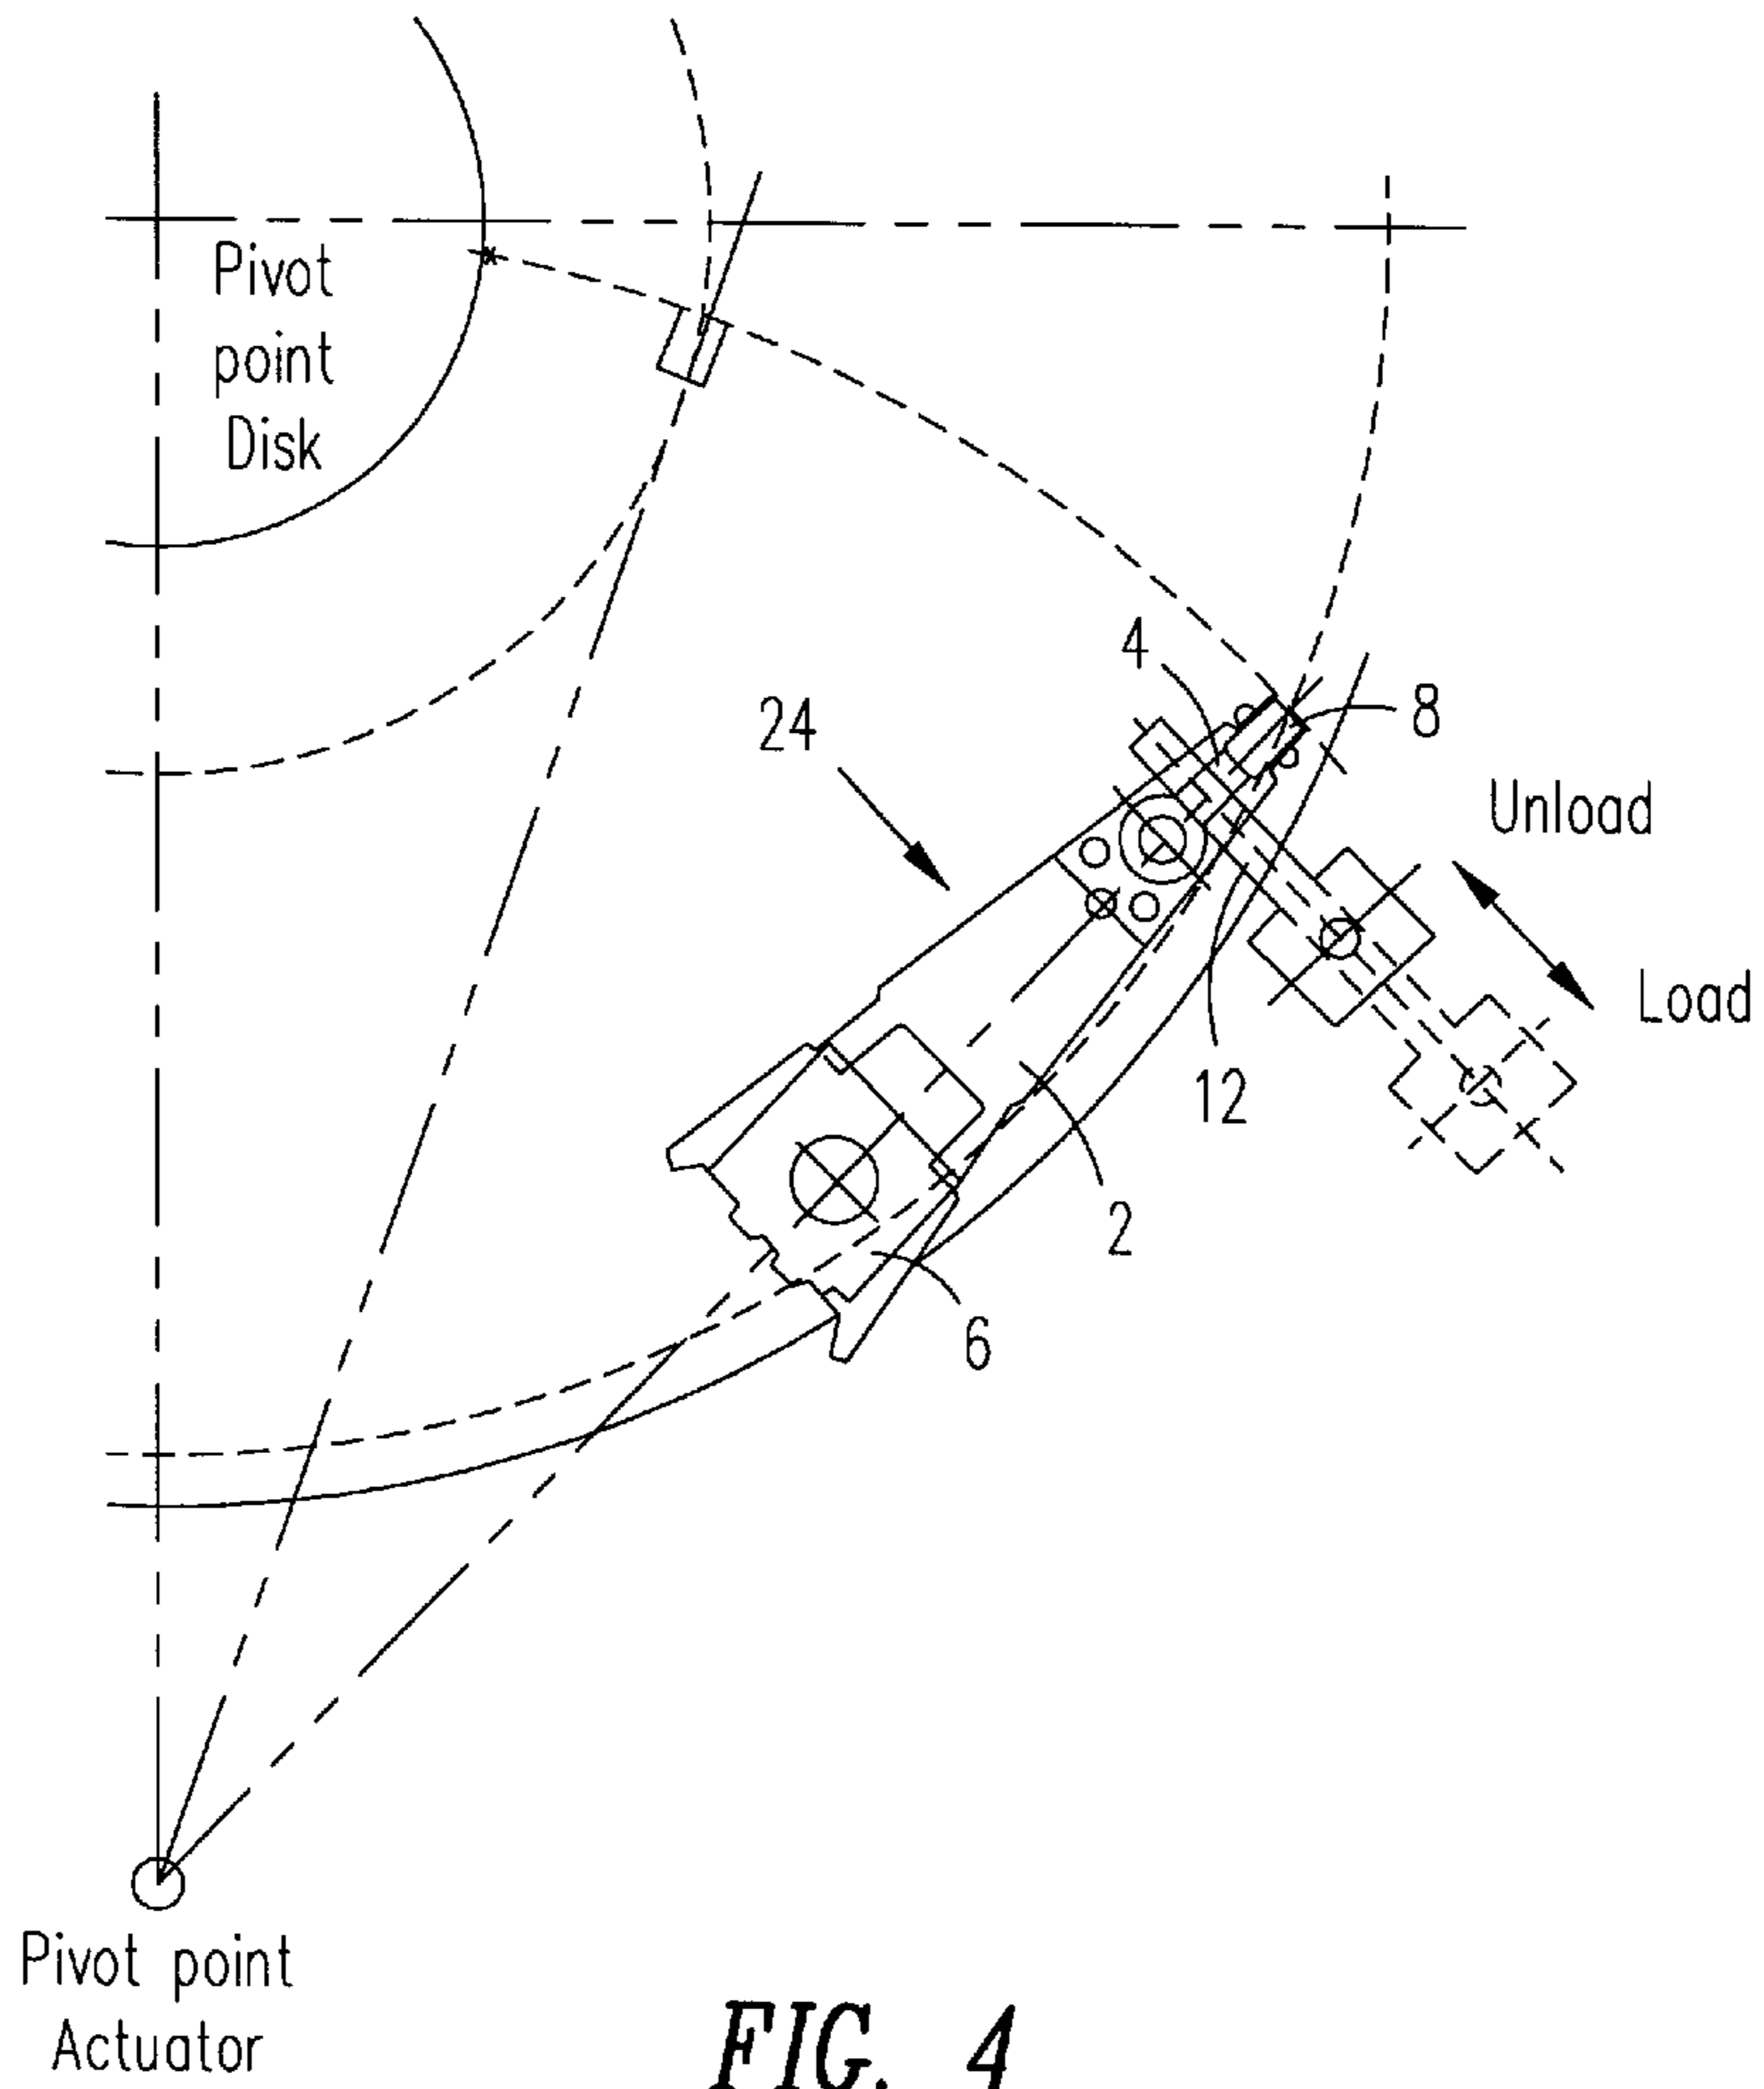 Pivot
point
Disk
4
8
24
Unload
Load
12
2
6
Pivot point
Actuator
FIG. 4